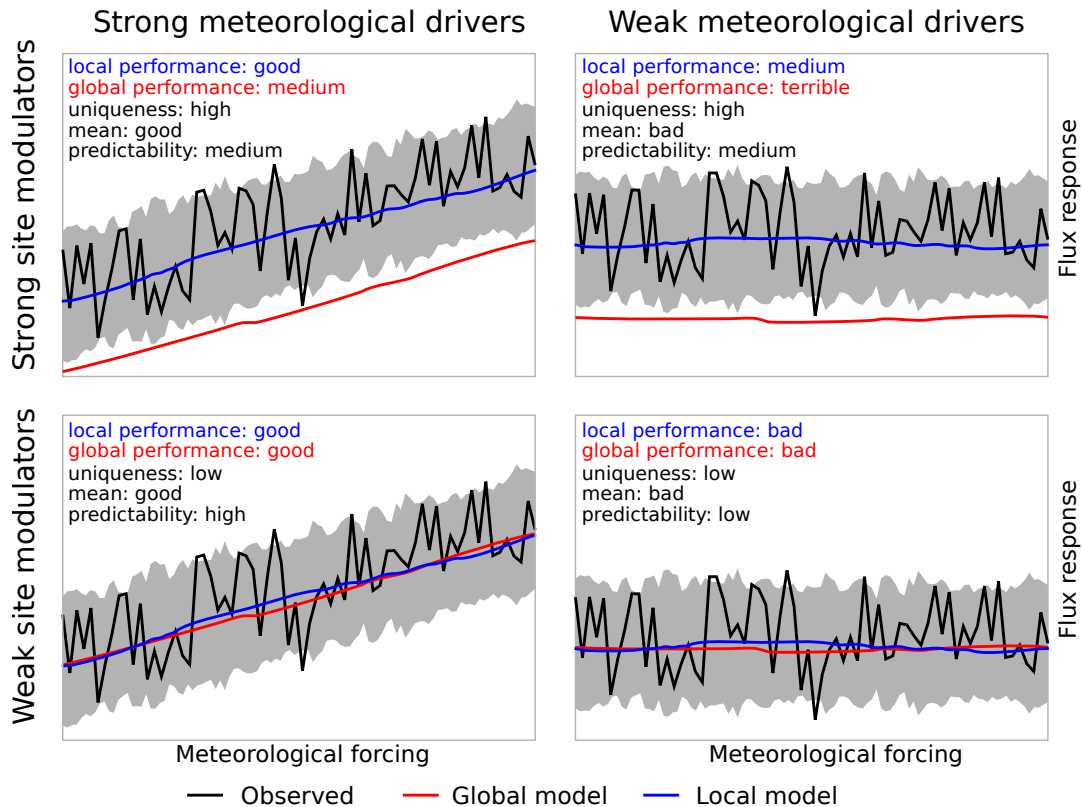 Strong meteorological drivers
Weak meteorological drivers
Strong site modulators
local performance: good
global performance: medium
uniqueness: high
mean: good
predictability: medium
local performance: medium
global performance: terrible
uniqueness: high
mean: bad
predictability: medium
Flux response
Weak site modulators
local performance: good
global performance: good
uniqueness: low
mean: good
predictability: high
local performance: bad
global performance: bad
uniqueness: low
mean: bad
predictability: low
Flux response
Meteorological forcing
Meteorological forcing
Observed
Global model
Local model